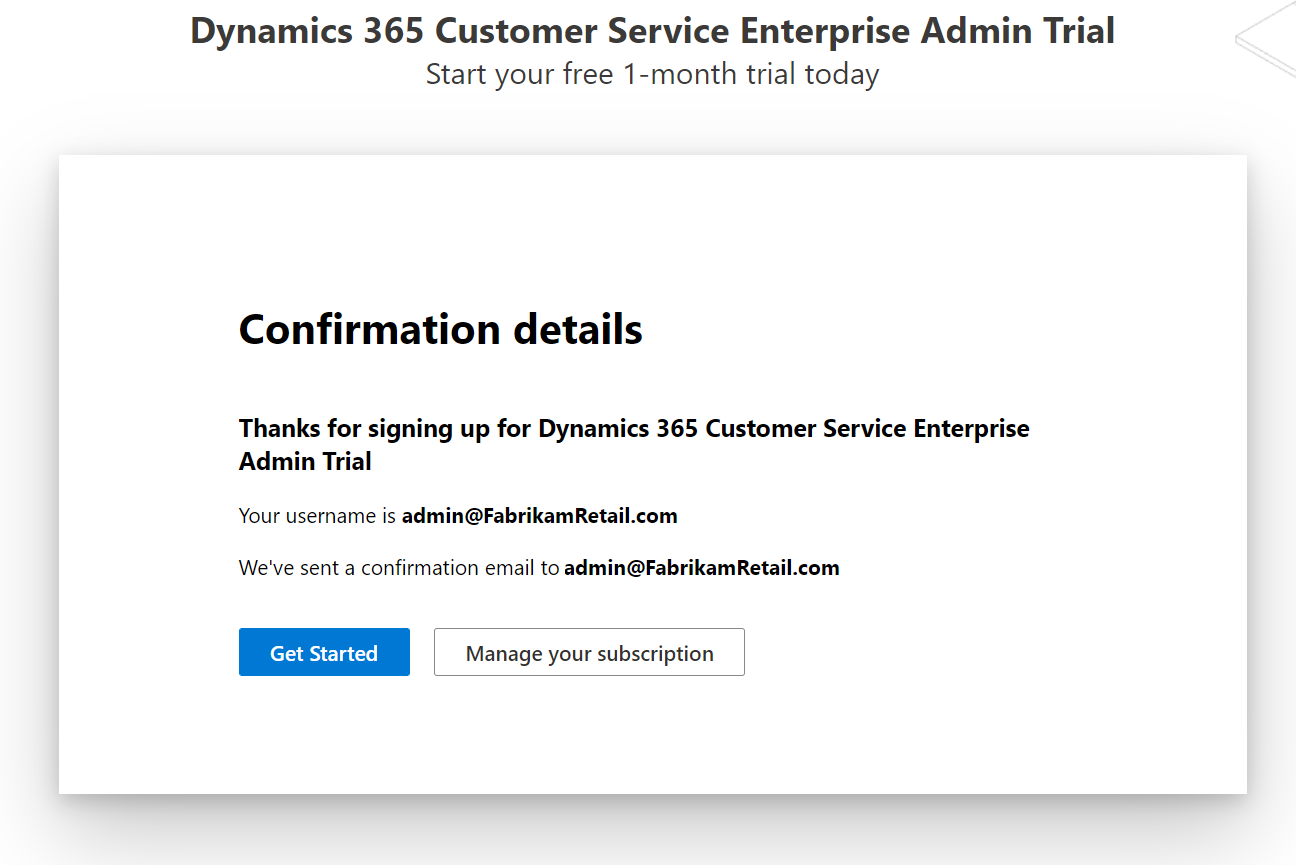 Dynamics 365 Customer Service Enterprise Admin Trial
Start your free 1-month trial today
Confirmation details
Thanks for signing up for Dynamics 365 Customer Service Enterprise
Admin Trial
Your username is admin@FabrikamRetail.com
We've sent a confirmation email to admin@FabrikamRetail.com
Get Started
Manage your subscription